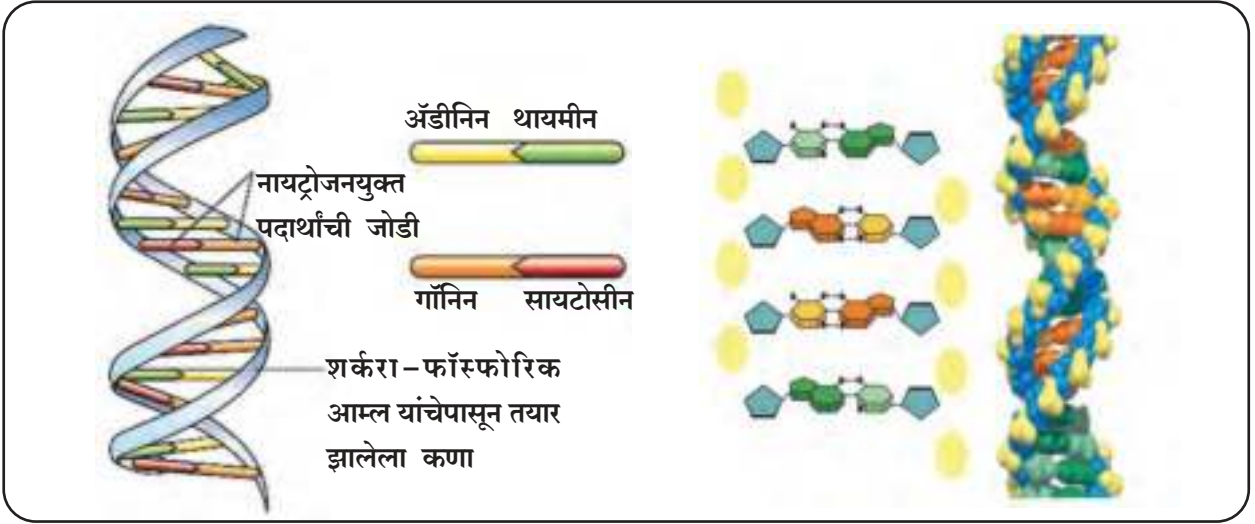 ॲडीनिन थायमीन
नायट्रोजनयुक्त
पदार्थांची जोडी
गॉनिन सायटोसीन
शर्करा-फॉस्फोरिक
आम्ल यांचेपासून तयार
झालेला कणा